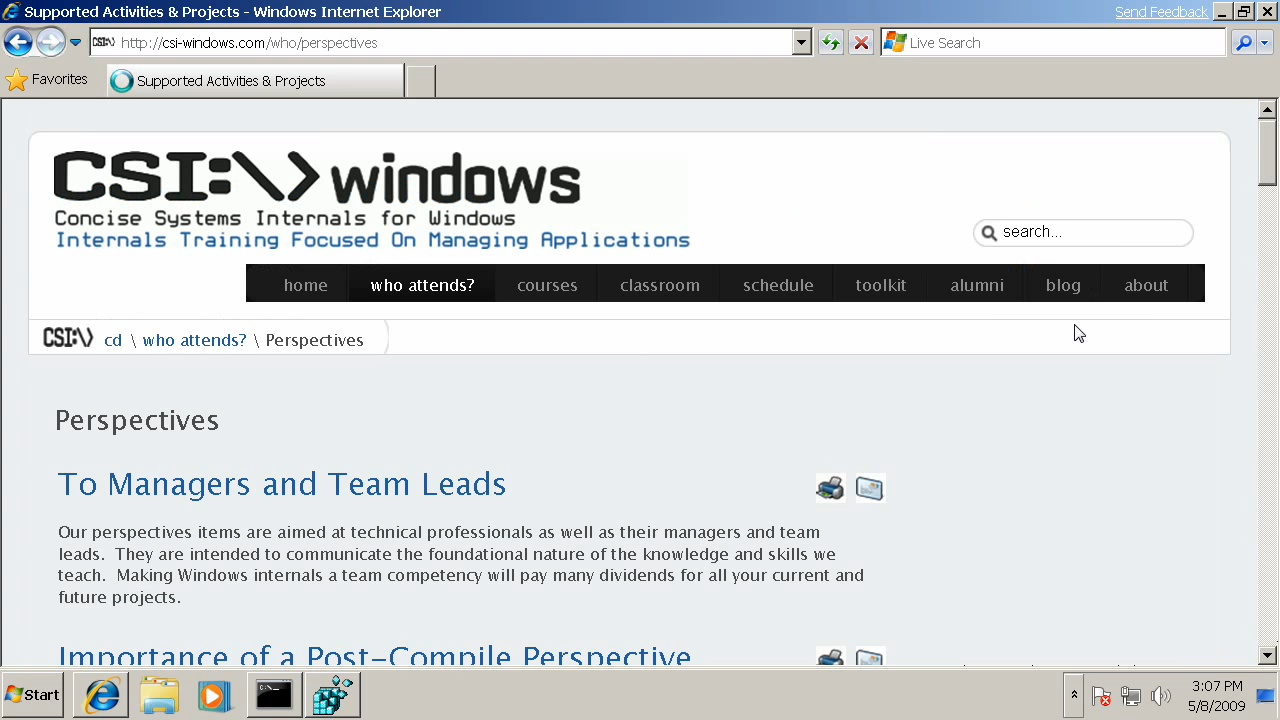 Supported Activities & Projects - Windows Internet Explorer
Send Feedback
CSI:\> http://csi-windows.com/who/perspectives
Live Search
Favorites
Supported Activities & Projects
CSI:\> windows
Concise Systems Internals for Windows
Internals Training Focused On Managing Applications
search...
home who attends? courses classroom schedule toolkit alumni blog about
CSI:\> cd \ who attends? \ Perspectives
Perspectives
To Managers and Team Leads
Our perspectives items are aimed at technical professionals as well as their managers and team
leads. They are intended to communicate the foundational nature of the knowledge and skills we
teach. Making Windows internals a team competency will pay many dividends for all your current and
future projects.
Importance of a Post-Compile Perspective
Start
3:07 PM
5/8/2009